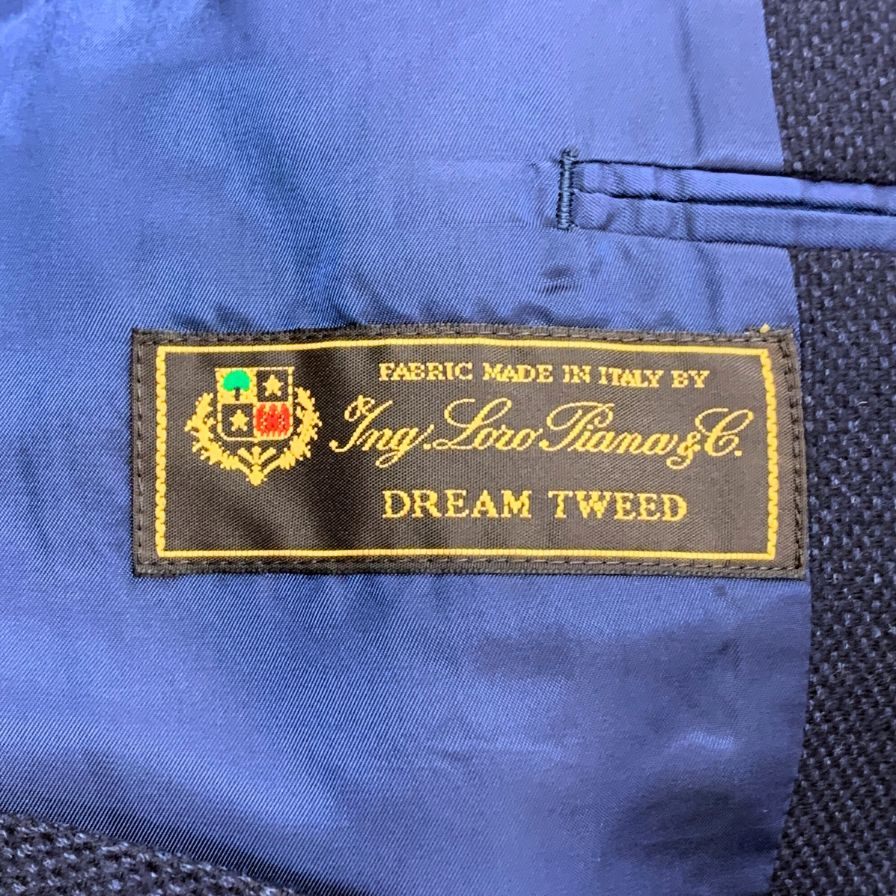 FABRIC MADE IN ITALY BY
Ing. Loro Piana & C.
DREAM TWEED